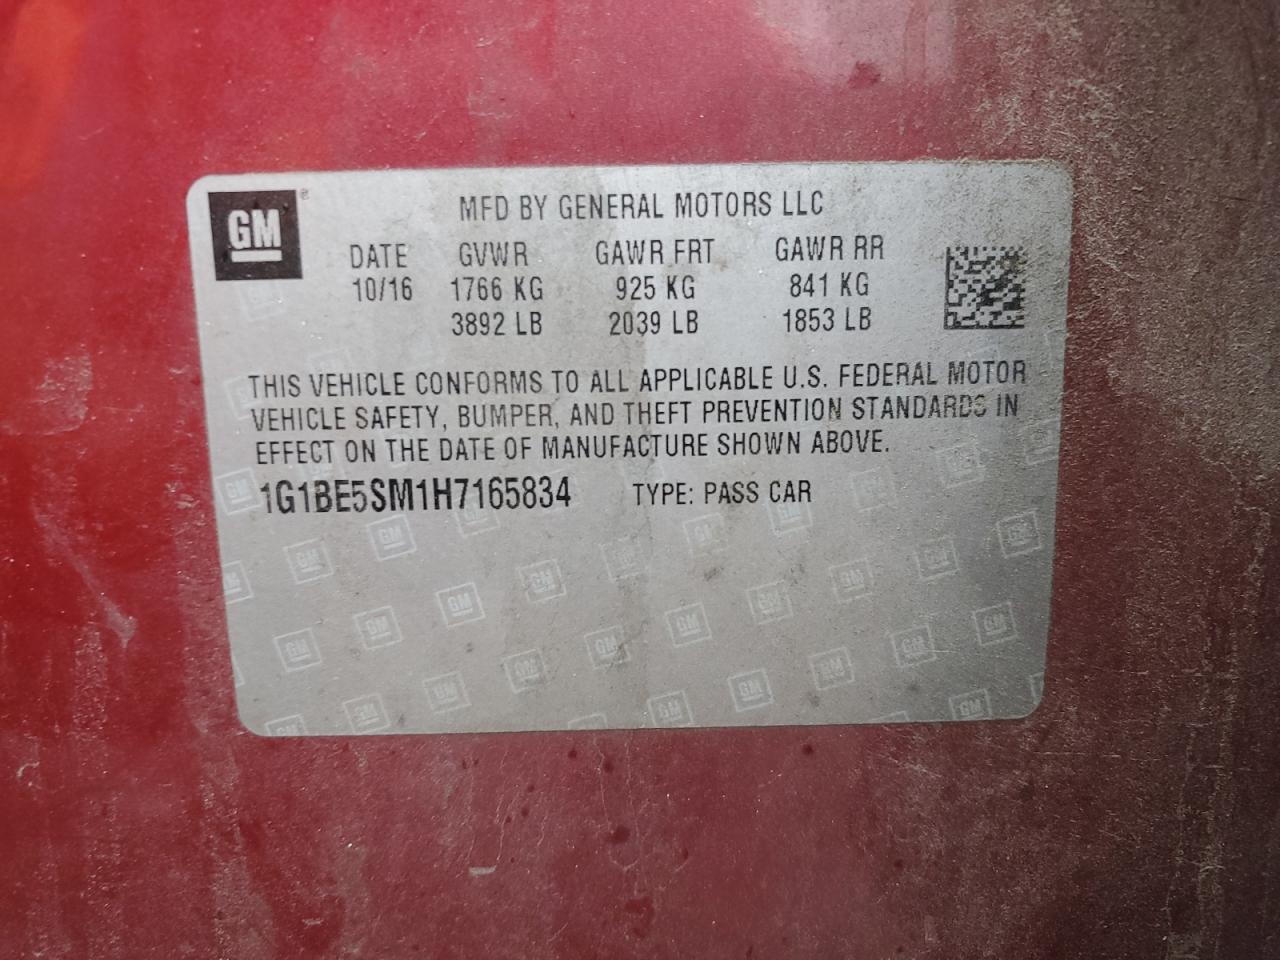 GM ®
MFD BY GENERAL MOTORS LLC
DATE GVWR GAWR FRT GAWR RR
10/16 1766 KG 925 KG 841 KG
3892 LB 2039 LB 1853 LB
THIS VEHICLE CONFORMS TO ALL APPLICABLE U.S. FEDERAL MOTOR
VEHICLE SAFETY, BUMPER, AND THEFT PREVENTION STANDARDS IN
EFFECT ON THE DATE OF MANUFACTURE SHOWN ABOVE.
1G1BE5SM1H7165834 TYPE: PASS CAR